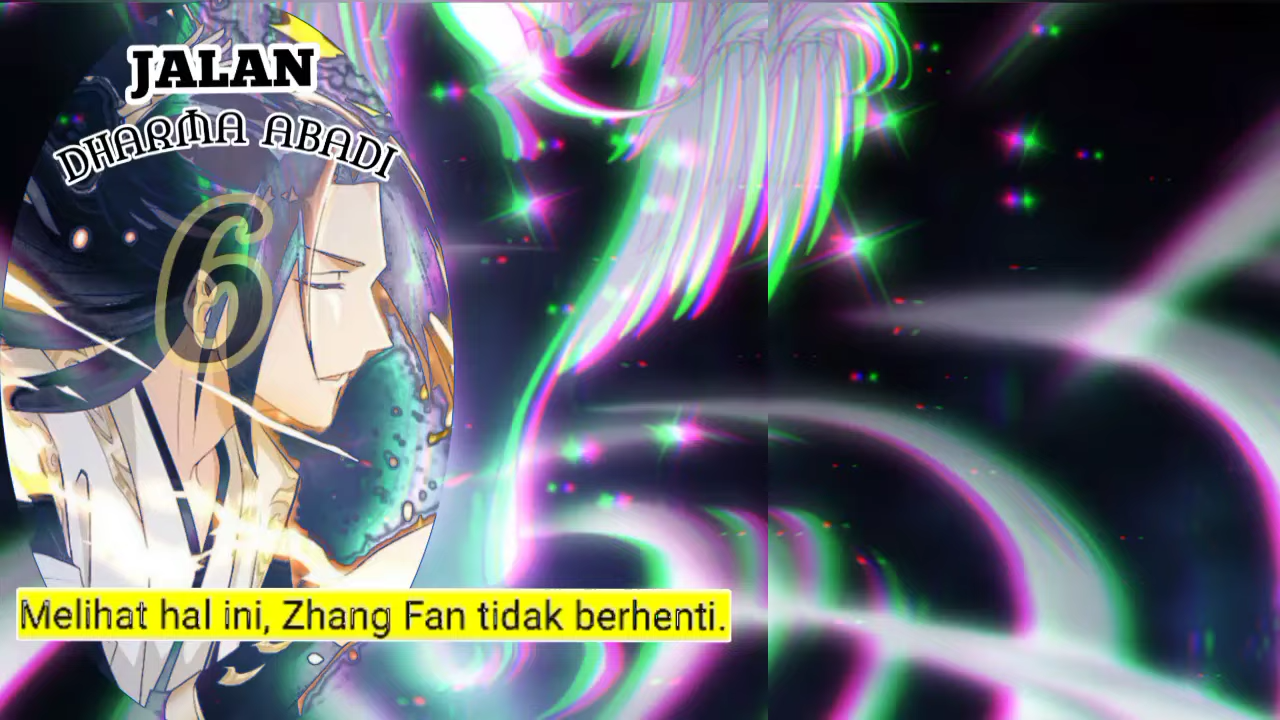 JALAN
DHARMA ABADI
6
Melihat hal ini, Zhang Fan tidak berhenti.